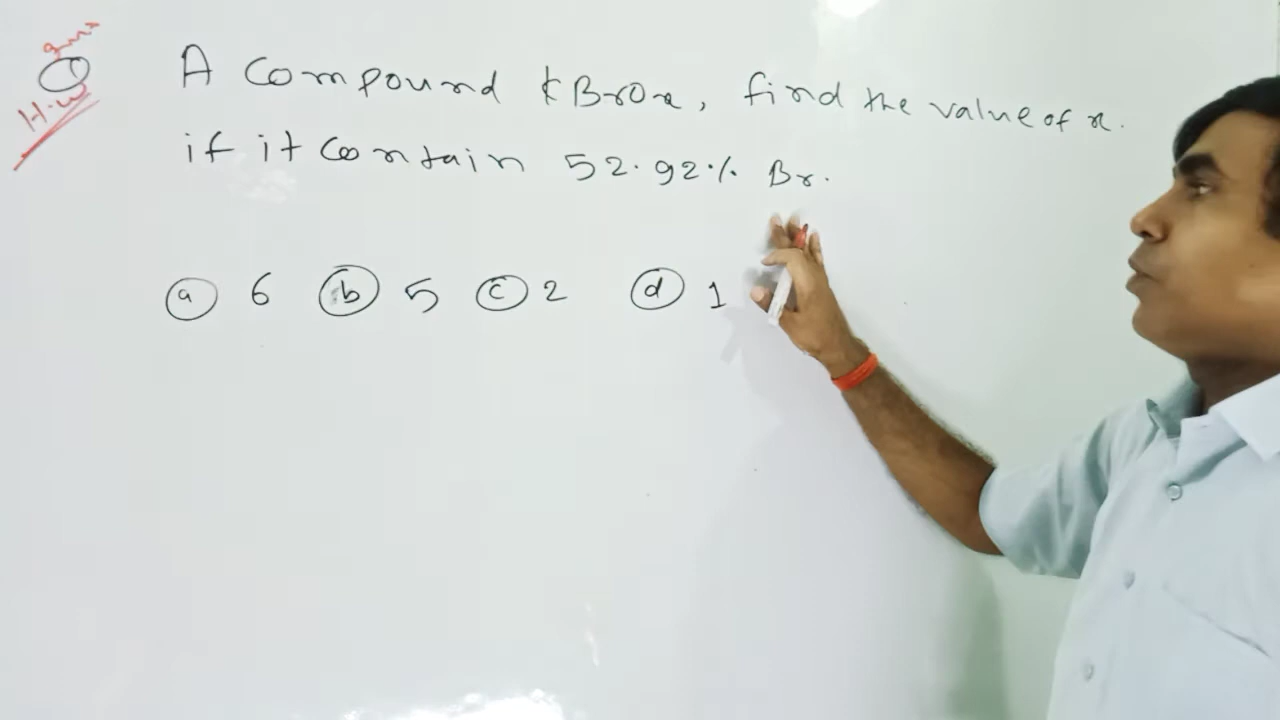 ①
H.W
A compound KBrOx, find the value of x.
if it contain 52.92% Br.
ⓐ 6 ⓑ 5 ⓒ 2 ⓓ 1